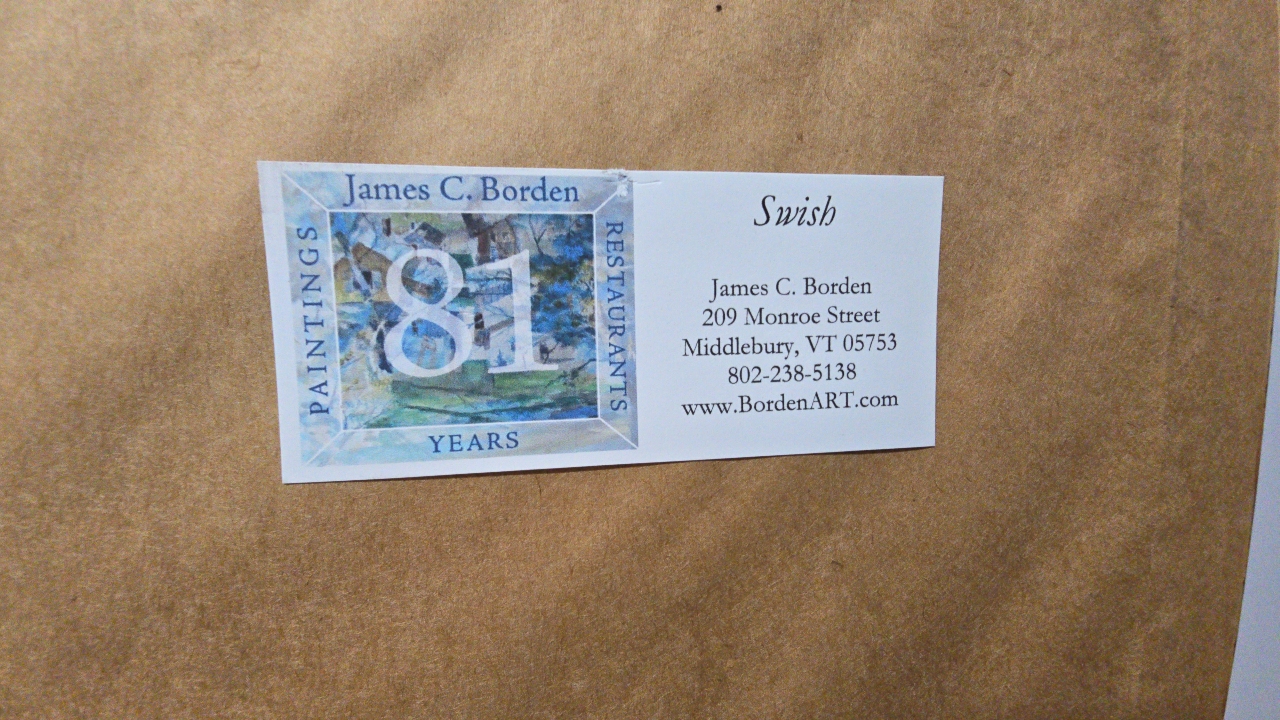 James C. Borden
PAINTINGS
81
RESTAURANTS
YEARS
Swish
James C. Borden
209 Monroe Street
Middlebury, VT 05753
802-238-5138
www.BordenART.com